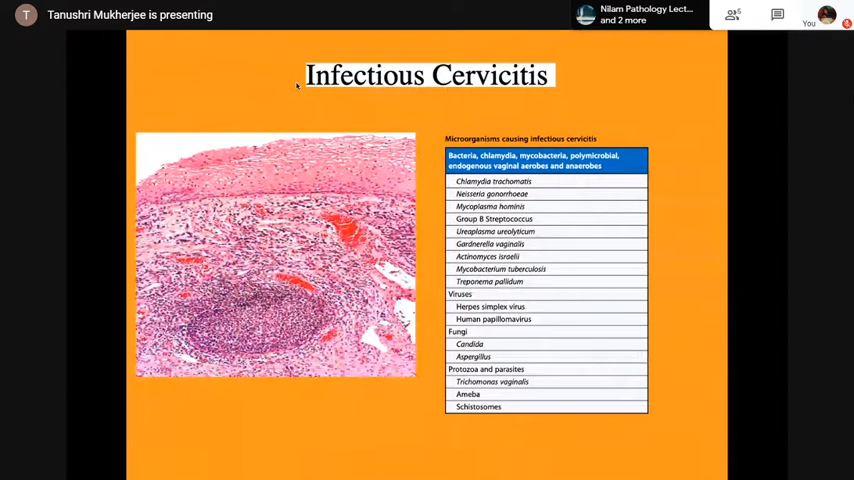 T Tanushri Mukherjee is presenting
Nilam Pathology Lect...
and 2 more
6
You
Infectious Cervicitis
Microorganisms causing infectious cervicitis
Bacteria, chlamydia, mycobacteria, polymicrobial,
endogenous vaginal aerobes and anaerobes
Chlamydia trachomatis
Neisseria gonorrhoeae
Mycoplasma hominis
Group B Streptococcus
Ureaplasma ureolyticum
Gardnerella vaginalis
Actinomyces israelii
Mycobacterium tuberculosis
Treponema pallidum
Viruses
Herpes simplex virus
Human papillomavirus
Fungi
Candida
Aspergillus
Protozoa and parasites
Trichomonas vaginalis
Ameba
Schistosomes